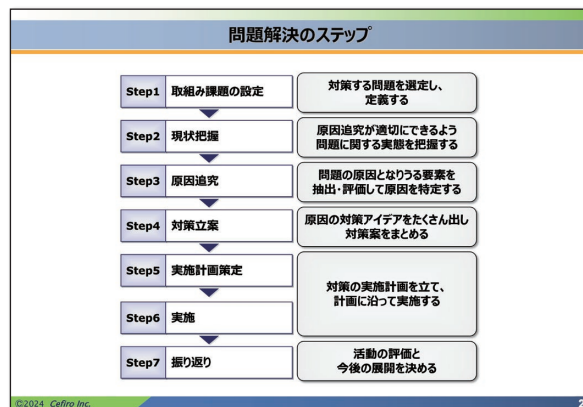 問題解決のステップ
Step1 取組み課題の設定
対策する問題を選定し、
定義する
Step2 現状把握
原因追究が適切にできるよう
問題に関する実態を把握する
Step3 原因追究
問題の原因となりうる要素を
抽出・評価して原因を特定する
Step4 対策立案
原因の対策アイデアをたくさん出し
対策案をまとめる
Step5 実施計画策定
Step6 実施
対策の実施計画を立て、
計画に沿って実施する
Step7 振り返り
活動の評価と
今後の展開を決める
©2024 Cefiro Inc.
2